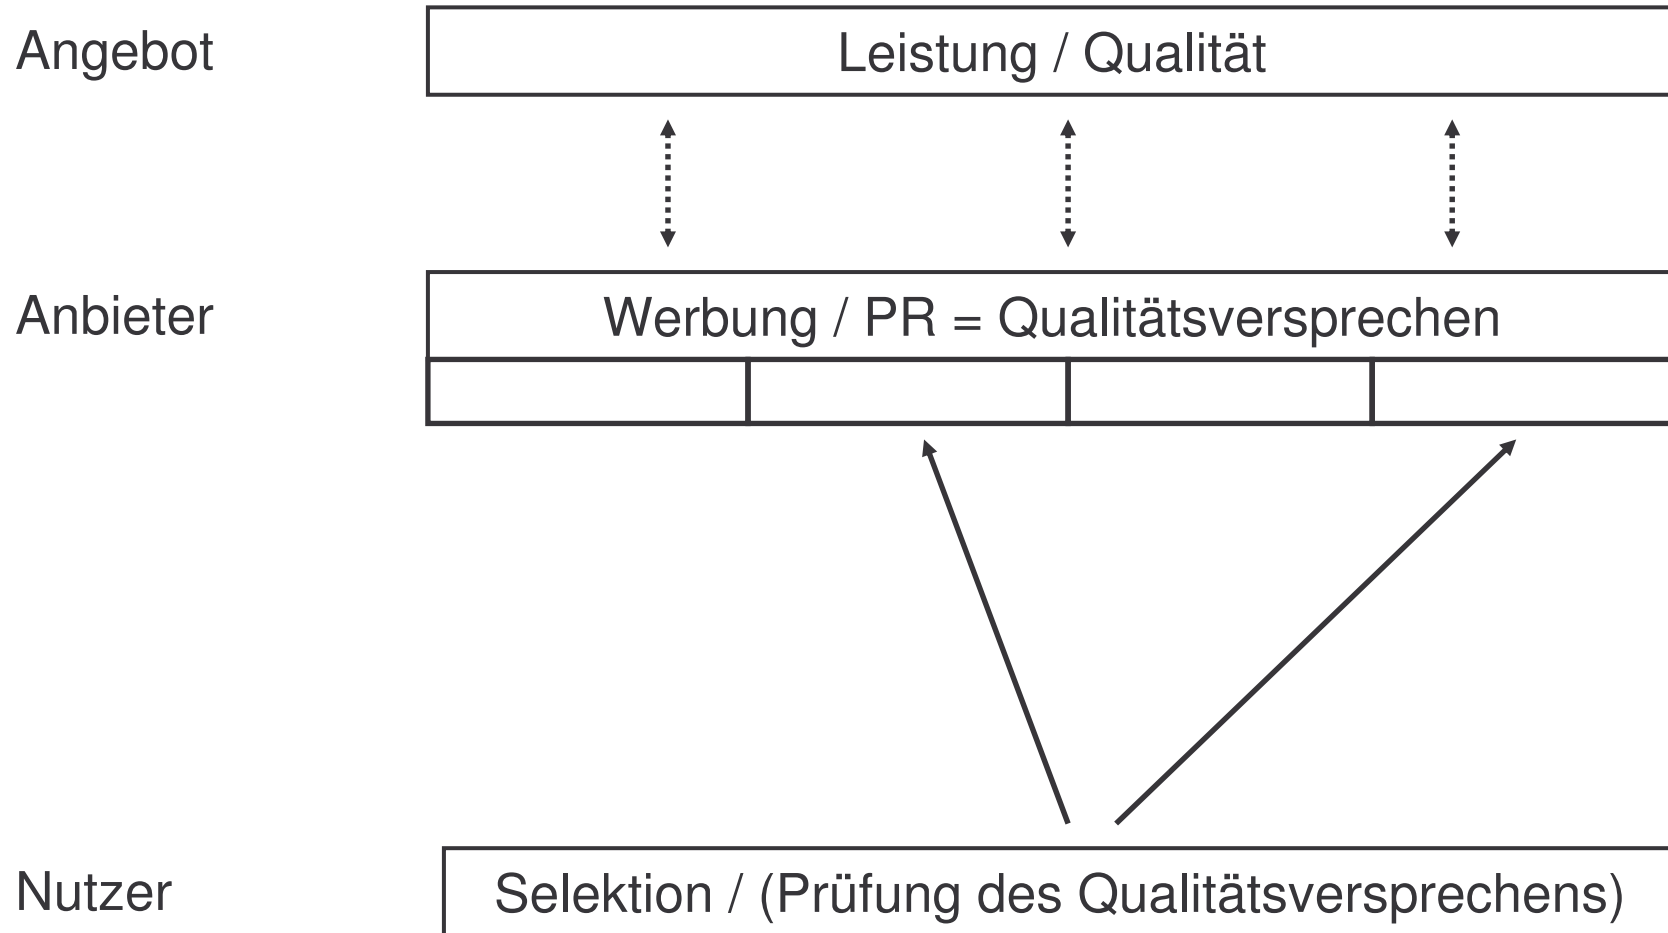 Angebot
Leistung / Qualität
Anbieter
Werbung / PR = Qualitätsversprechen
Nutzer
Selektion / (Prüfung des Qualitätsversprechens)